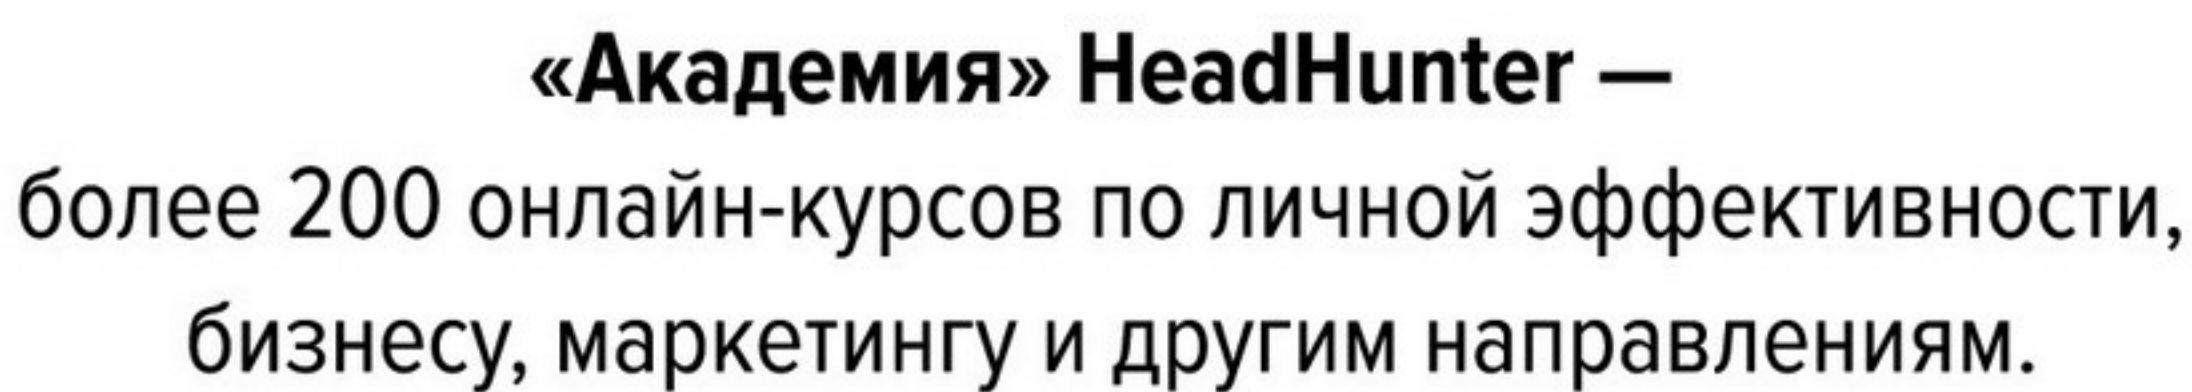 «Академия» HeadHunter —
более 200 онлайн-курсов по личной эффективности,
бизнесу, маркетингу и другим направлениям.